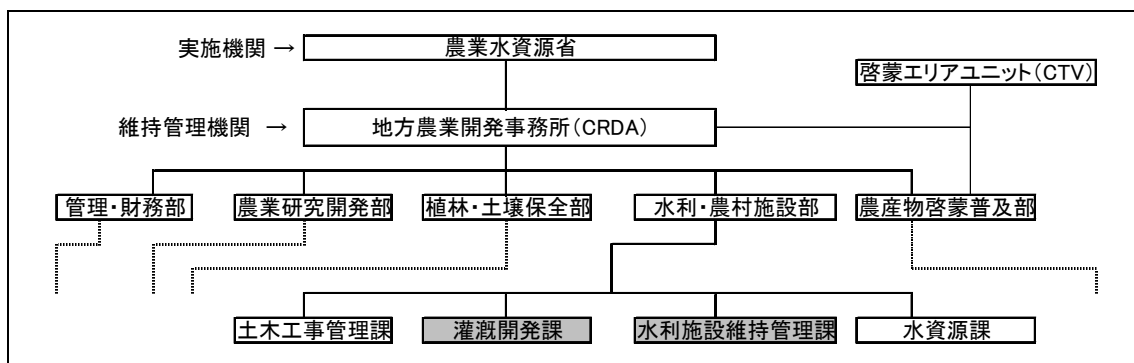 実施機関 → 農業水資源省
啓蒙エリアユニット(CTV)
維持管理機関 → 地方農業開発事務所(CRDA)
管理・財務部 農業研究開発部 植林・土壌保全部 水利・農村施設部 農産物啓蒙普及部
土木工事管理課 灌漑開発課 水利施設維持管理課 水資源課